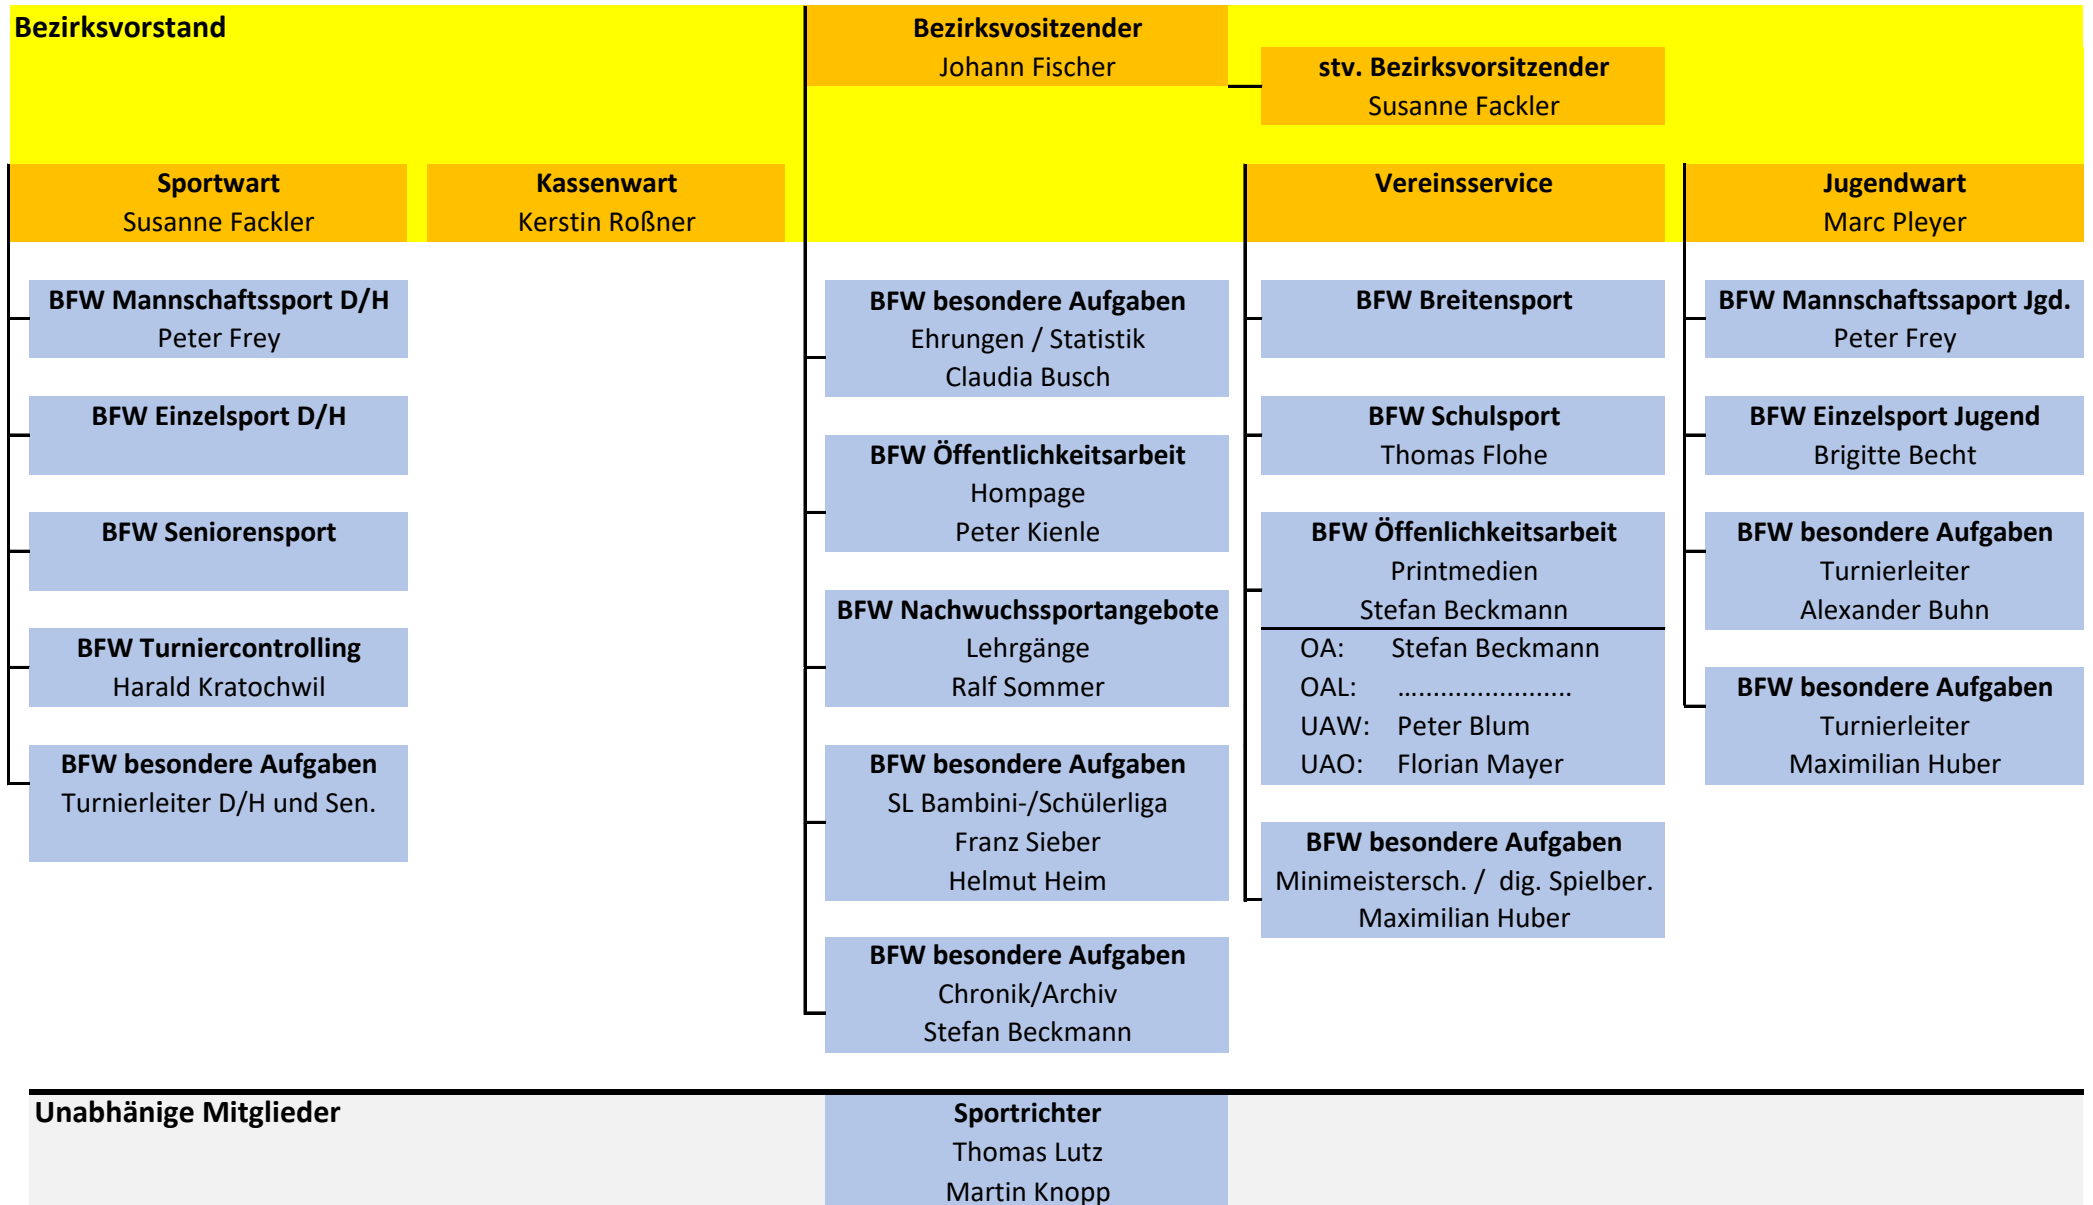 Bezirksvorstand
Bezirksvositzender
Johann Fischer
stv. Bezirksvorsitzender
Susanne Fackler
Sportwart
Susanne Fackler
Kassenwart
Kerstin Roßner
Vereinsservice
Jugendwart
Marc Pleyer
BFW Mannschaftssport D/H
Peter Frey
BFW Einzelsport D/H
BFW Seniorensport
BFW Turniercontrolling
Harald Kratochwil
BFW besondere Aufgaben
Turnierleiter D/H und Sen.
BFW besondere Aufgaben
Ehrungen / Statistik
Claudia Busch
BFW Öffentlichkeitsarbeit
Hompage
Peter Kienle
BFW Nachwuchssportangebote
Lehrgänge
Ralf Sommer
BFW besondere Aufgaben
SL Bambini-/Schülerliga
Franz Sieber
Helmut Heim
BFW besondere Aufgaben
Chronik/Archiv
Stefan Beckmann
BFW Breitensport
BFW Schulsport
Thomas Flohe
BFW Öffenlichkeitsarbeit
Printmedien
Stefan Beckmann
OA: Stefan Beckmann
OAL: ........................
UAW: Peter Blum
UAO: Florian Mayer
BFW besondere Aufgaben
Minimeistersch. / dig. Spielber.
Maximilian Huber
BFW Mannschaftssaport Jgd.
Peter Frey
BFW Einzelsport Jugend
Brigitte Becht
BFW besondere Aufgaben
Turnierleiter
Alexander Buhn
BFW besondere Aufgaben
Turnierleiter
Maximilian Huber
Unabhänige Mitglieder
Sportrichter
Thomas Lutz
Martin Knopp